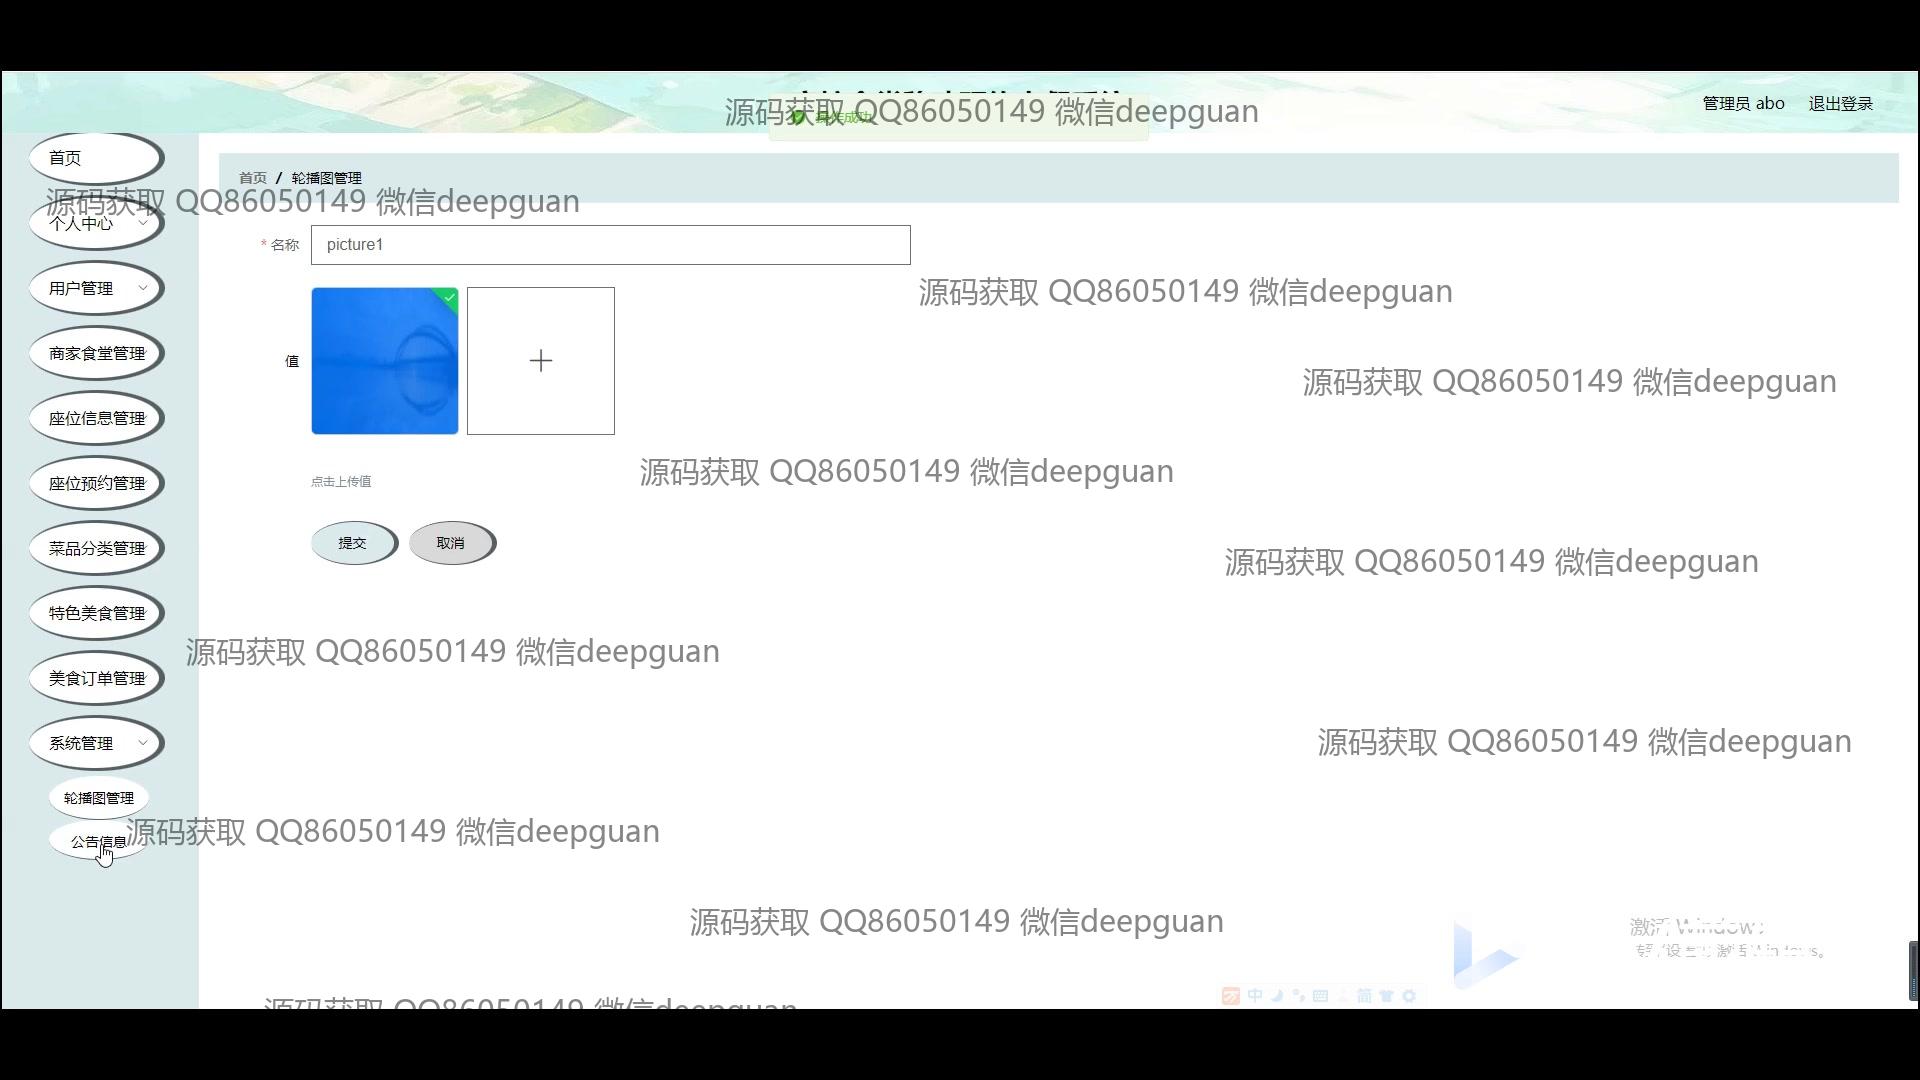 源码获取 QQ86050149 微信deepguan
操作成功
管理员 abo
退出登录
首页
首页 / 轮播图管理
源码获取 QQ86050149 微信deepguan
个人中心
* 名称
picture1
用户管理
源码获取 QQ86050149 微信deepguan
商家食堂管理
值
源码获取 QQ86050149 微信deepguan
座位信息管理
源码获取 QQ86050149 微信deepguan
座位预约管理
点击上传值
菜品分类管理
提交
取消
源码获取 QQ86050149 微信deepguan
特色美食管理
源码获取 QQ86050149 微信deepguan
美食订单管理
系统管理
源码获取 QQ86050149 微信deepguan
轮播图管理
公告信息
源码获取 QQ86050149 微信deepguan
源码获取 QQ86050149 微信deepguan
激活 Windows
中
简
源码获取 QQ86050149 微信deepguan